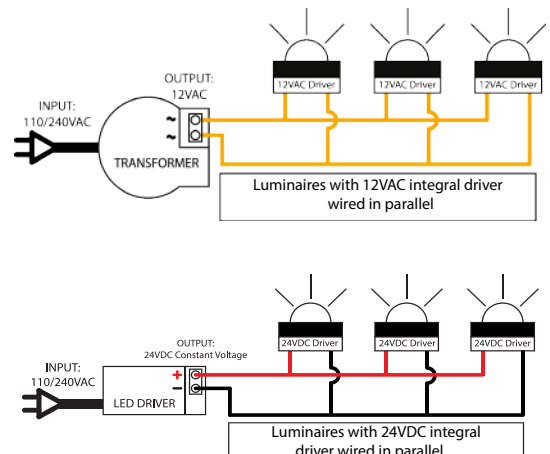 OUTPUT:
12VAC
INPUT:
110/240VAC
~
~
TRANSFORMER
12VAC Driver
12VAC Driver
12VAC Driver
Luminaires with 12VAC integral driver
wired in parallel
OUTPUT:
24VDC Constant Voltage
INPUT:
110/240VAC
+
−
LED DRIVER
24VDC Driver
24VDC Driver
24VDC Driver
Luminaires with 24VDC integral
driver wired in parallel